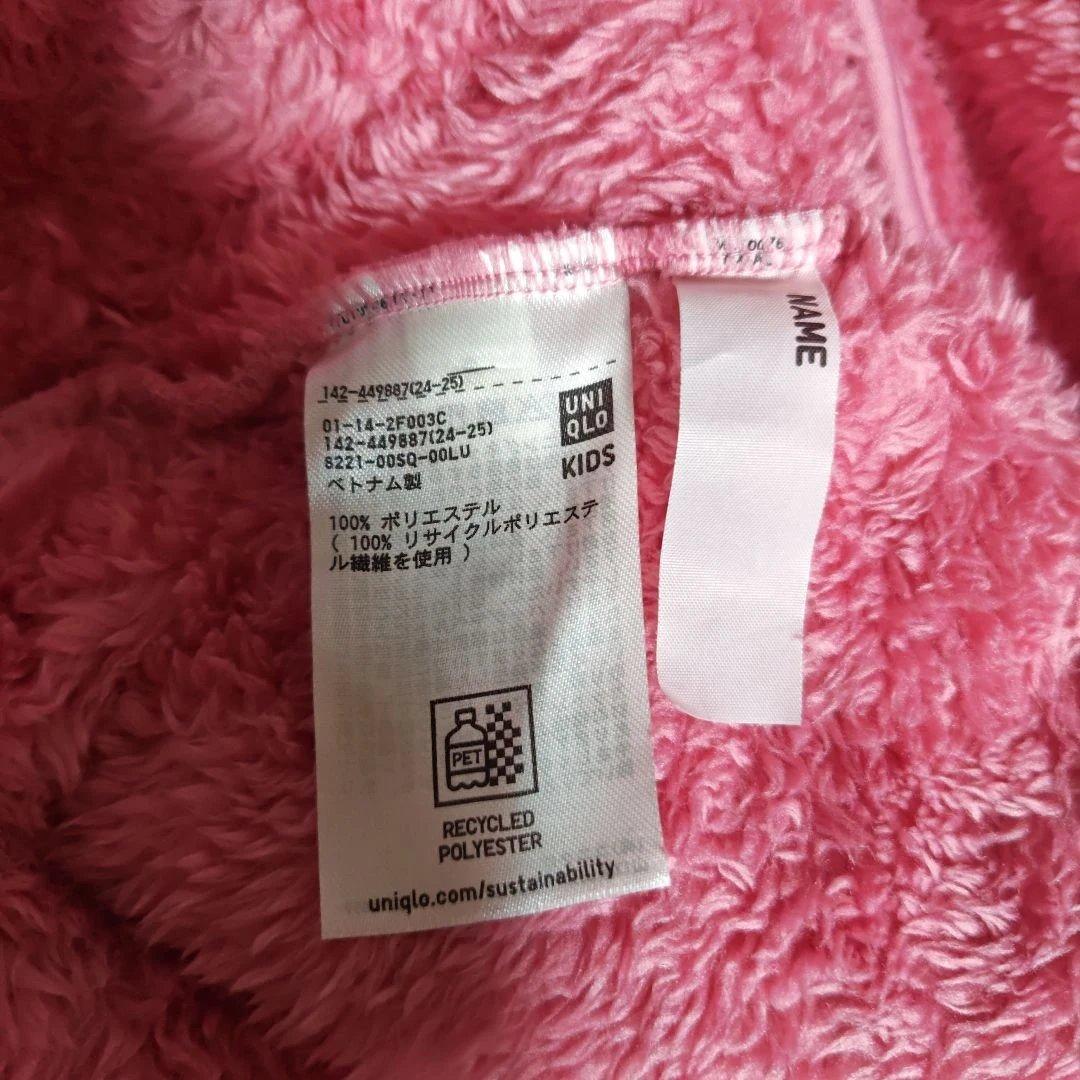 142-449887(24-25)
01-14-2F003C
142-449887(24-25)
8221-00SQ-00LU
ベトナム製
100% ポリエステル
( 100% リサイクルポリエステ
ル繊維を使用 )
UNI
QLO
KIDS
NAME
PET
RECYCLED
POLYESTER
uniqlo.com/sustainability